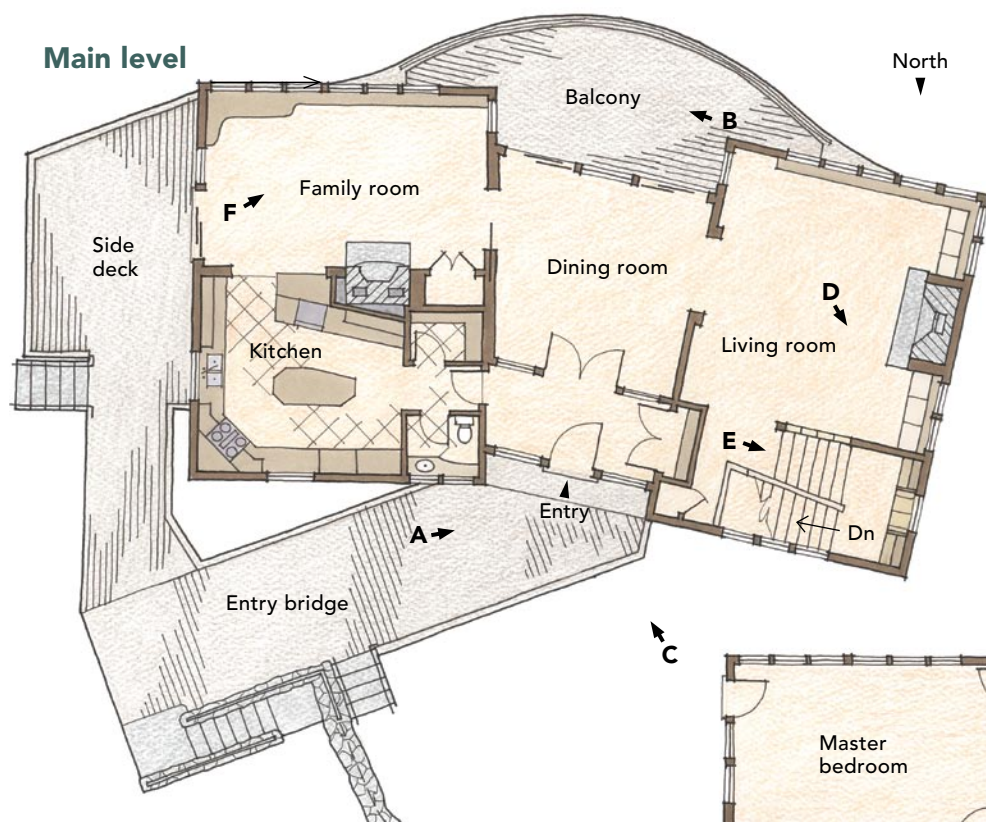 Main level
North
Balcony
B
Family room
F
Side
deck
Dining room
D
Living room
Kitchen
E
Entry
Dn
A
Entry bridge
C
Master
bedroom